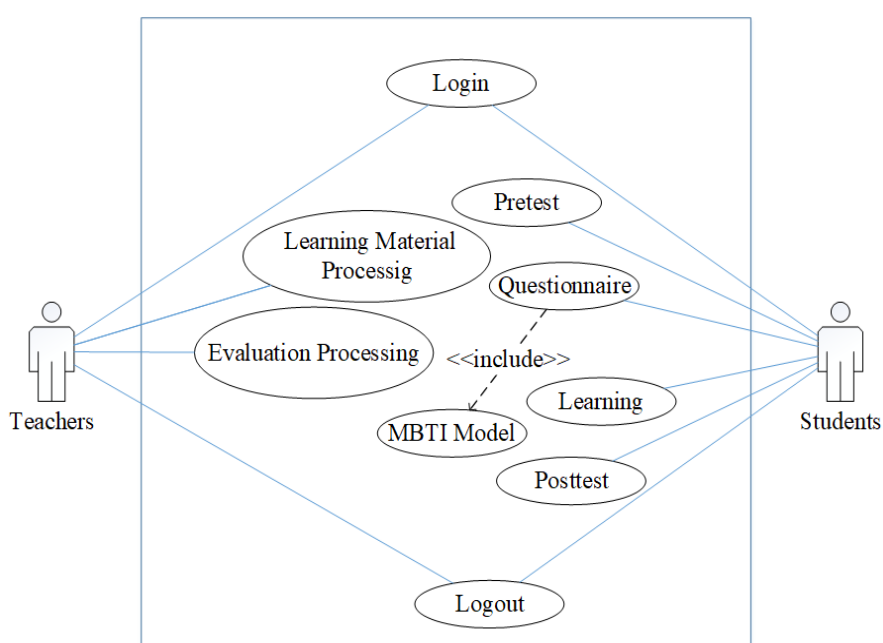 Login
Pretest
Learning Material
Processig
Questionnaire
Evaluation Processing
<<include>>
Learning
Teachers
Students
MBTI Model
Posttest
Logout